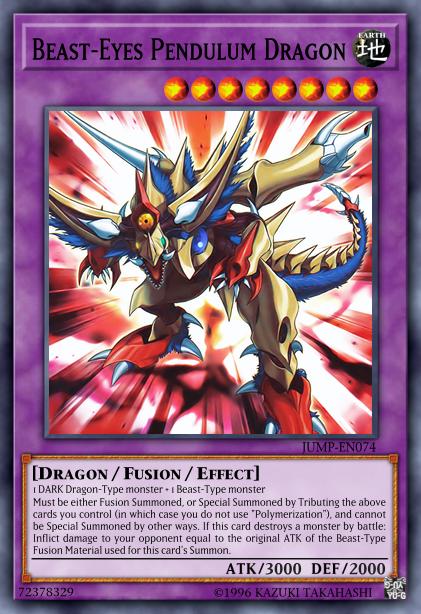 BEAST-EYES PENDULUM DRAGON
EARTH
地
JUMP-EN074
[DRAGON / FUSION / EFFECT]
1 DARK Dragon-Type monster + 1 Beast-Type monster
Must be either Fusion Summoned, or Special Summoned by Tributing the above
cards you control (in which case you do not use "Polymerization"), and cannot
be Special Summoned by other ways. If this card destroys a monster by battle:
Inflict damage to your opponent equal to the original ATK of the Beast-Type
Fusion Material used for this card's Summon.
ATK/3000 DEF/2000
72378329
©1996 KAZUKI TAKAHASHI